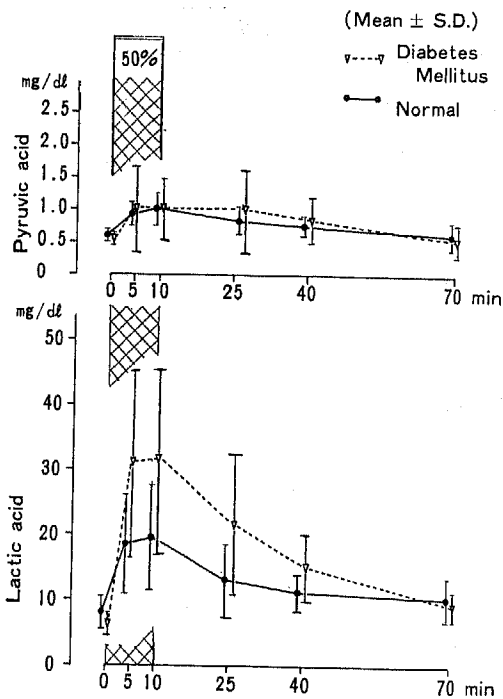 (Mean ± S.D.)
Diabetes
Mellitus
Normal
50%
mg/dl
2.5
2.0
1.5
1.0
0.5
0
Pyruvic acid
0 5 10 25 40 70 min
mg/dl
50
40
30
20
10
0
Lactic acid
0 5 10 25 40 70 min